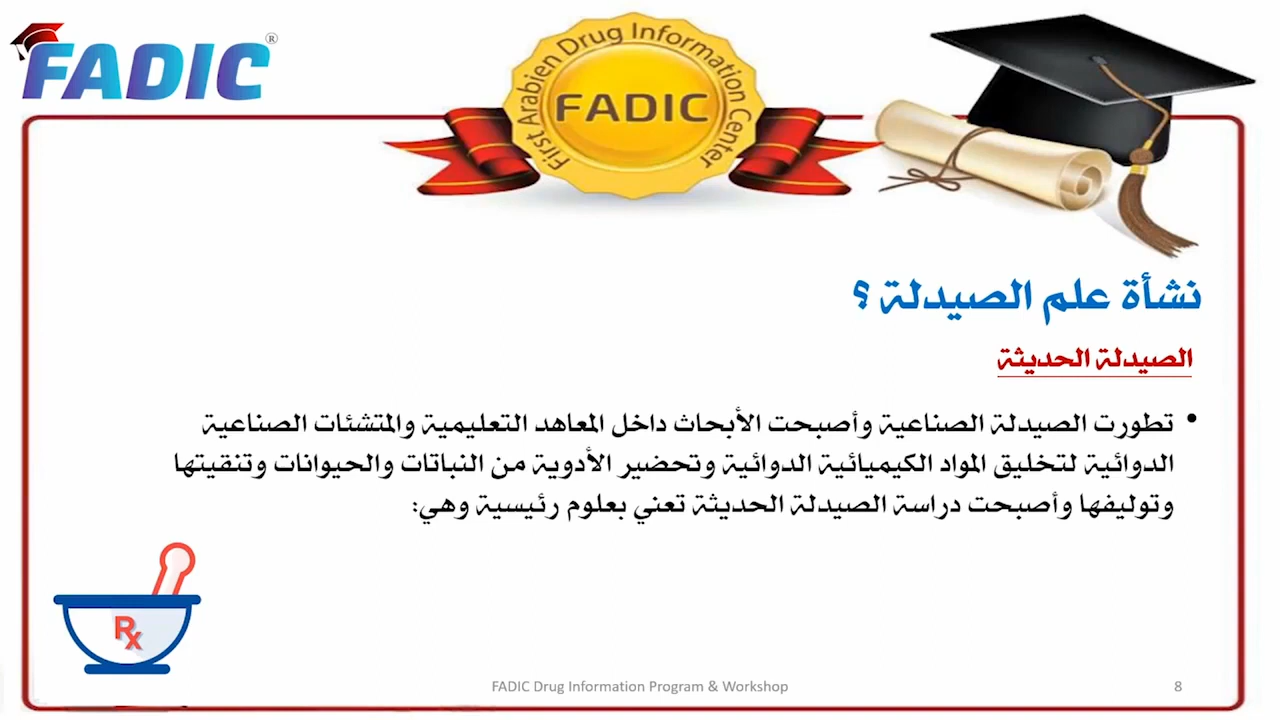 FADIC®
First Arabien Drug Information Center
FADIC
نشأة علم الصيدلة ؟
الصيدلة الحديثة
• تطورت الصيدلة الصناعية وأصبحت الأبحاث داخل المعاهد التعليمية والمتشئات الصناعية
الدوائية لتخليق المواد الكيميائية الدوائية وتحضير الأدوية من النباتات والحيوانات وتنقيتها
وتوليفها وأصبحت دراسة الصيدلة الحديثة تعني بعلوم رئيسية وهي:
Rx
FADIC Drug Information Program & Workshop
8